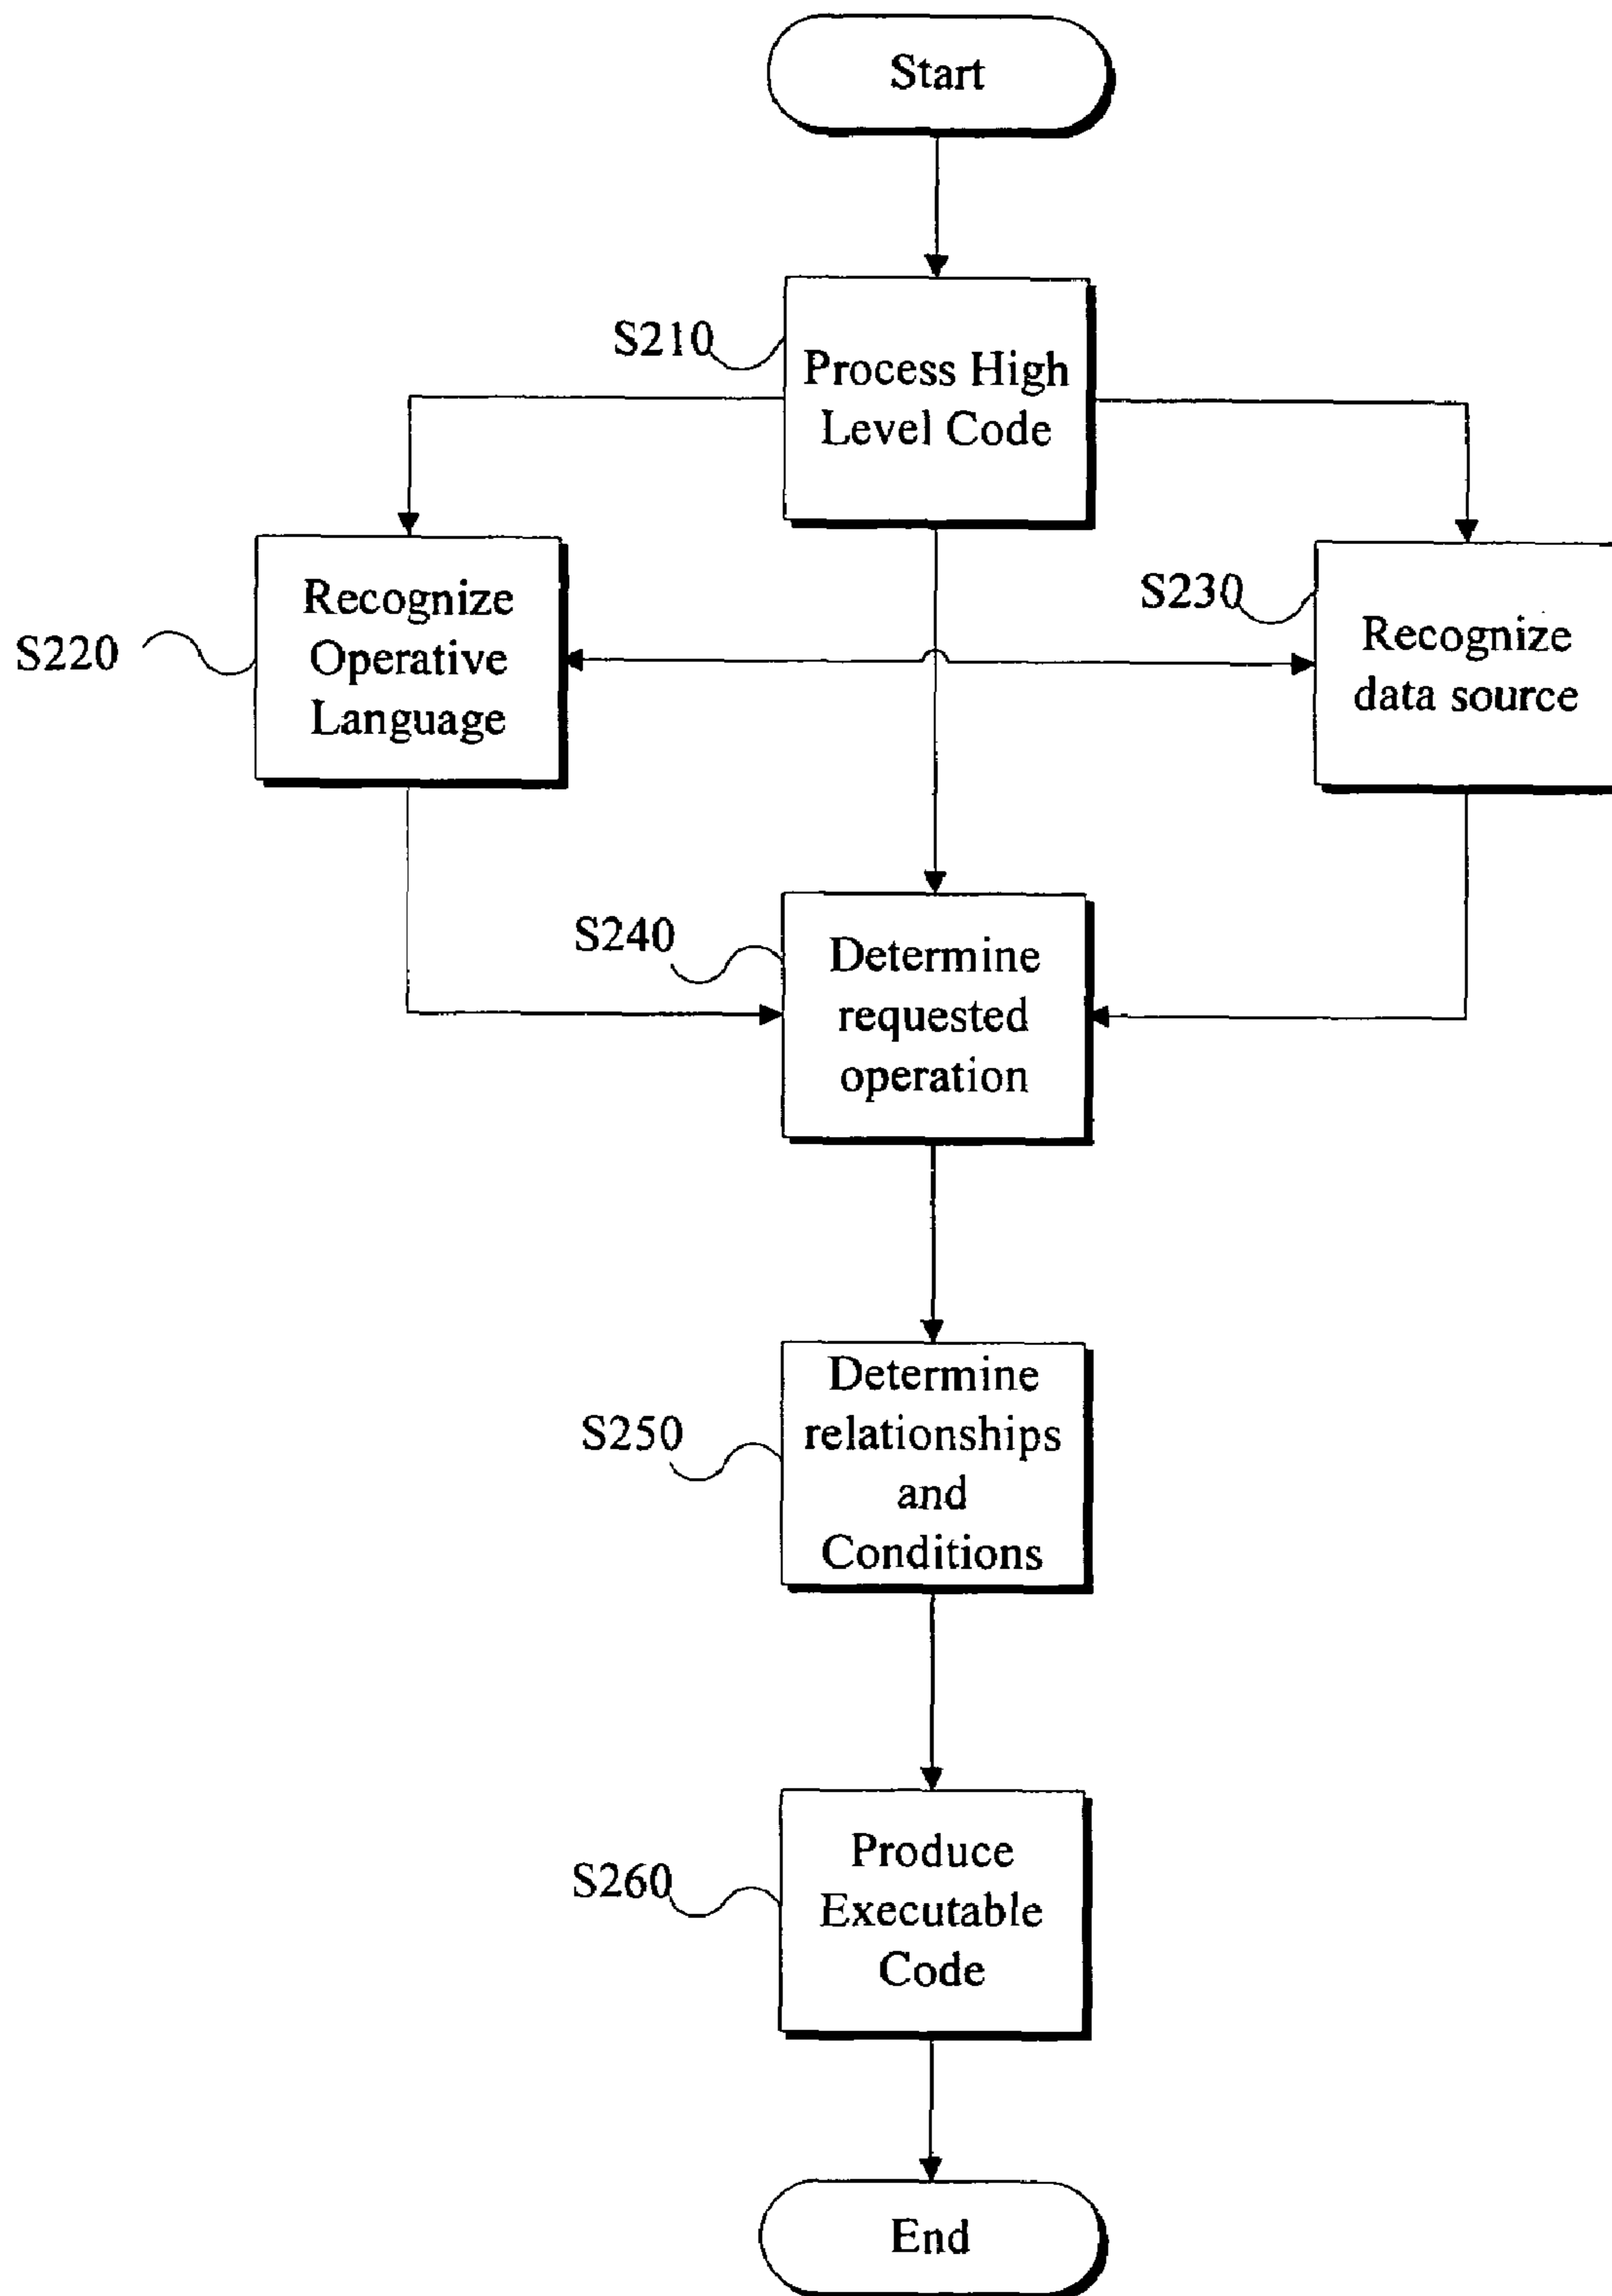 Start
S210
Process High
Level Code
S220
Recognize
Operative
Language
S230
Recognize
data source
S240
Determine
requested
operation
S250
Determine
relationships
and
Conditions
S260
Produce
Executable
Code
End